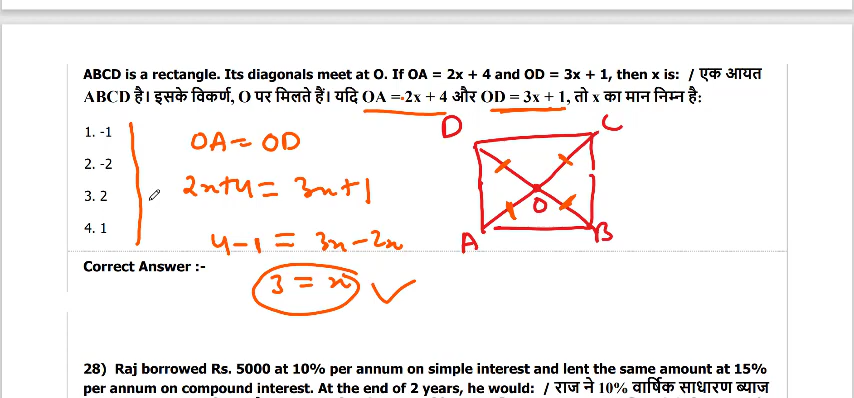 ABCD is a rectangle. Its diagonals meet at O. If OA = 2x + 4 and OD = 3x + 1, then x is: / एक आयत
ABCD है। इसके विकर्ण, O पर मिलते हैं। यदि OA = 2x + 4 और OD = 3x + 1, तो x का मान निम्न है:
1. -1
2. -2
3. 2
4. 1
OA = OD
2x+4 = 3x+1
4-1 = 3x-2x
3 = x
D
C
O
A
B
Correct Answer :-
28) Raj borrowed Rs. 5000 at 10% per annum on simple interest and lent the same amount at 15%
per annum on compound interest. At the end of 2 years, he would: / राज ने 10% वार्षिक साधारण ब्याज